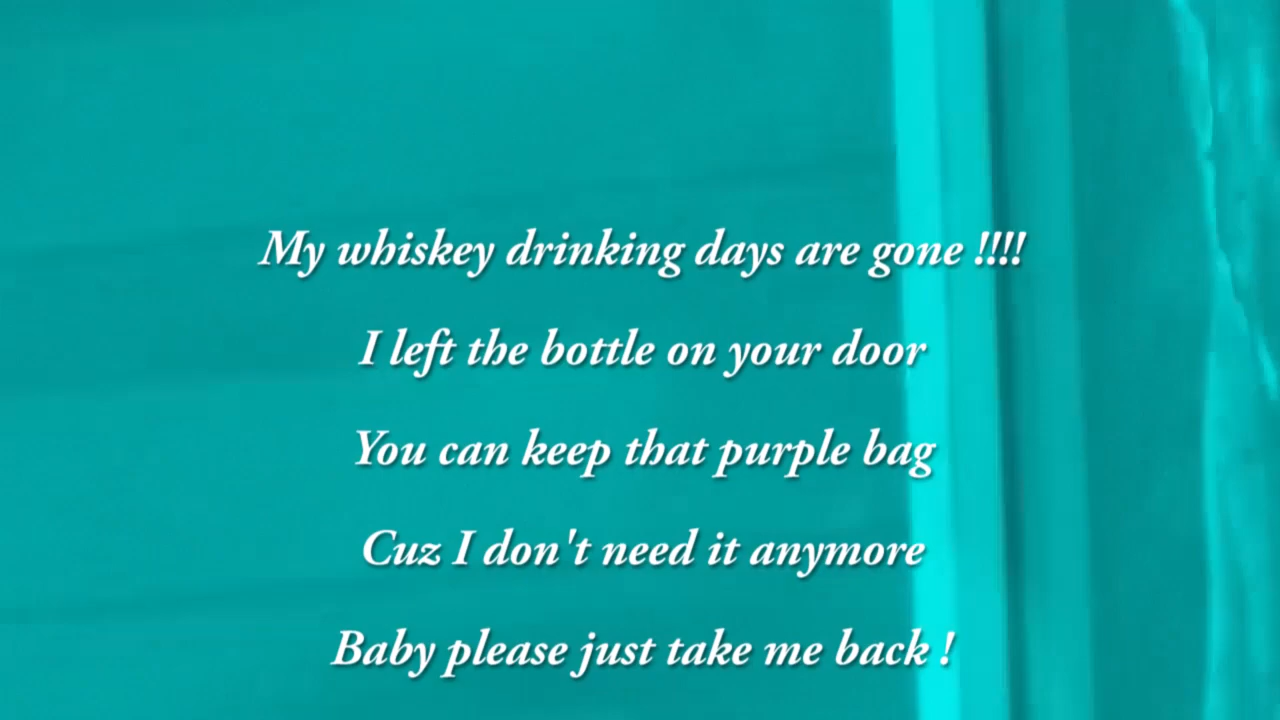 My whiskey drinking days are gone !!!!
I left the bottle on your door
You can keep that purple bag
Cuz I don't need it anymore
Baby please just take me back !